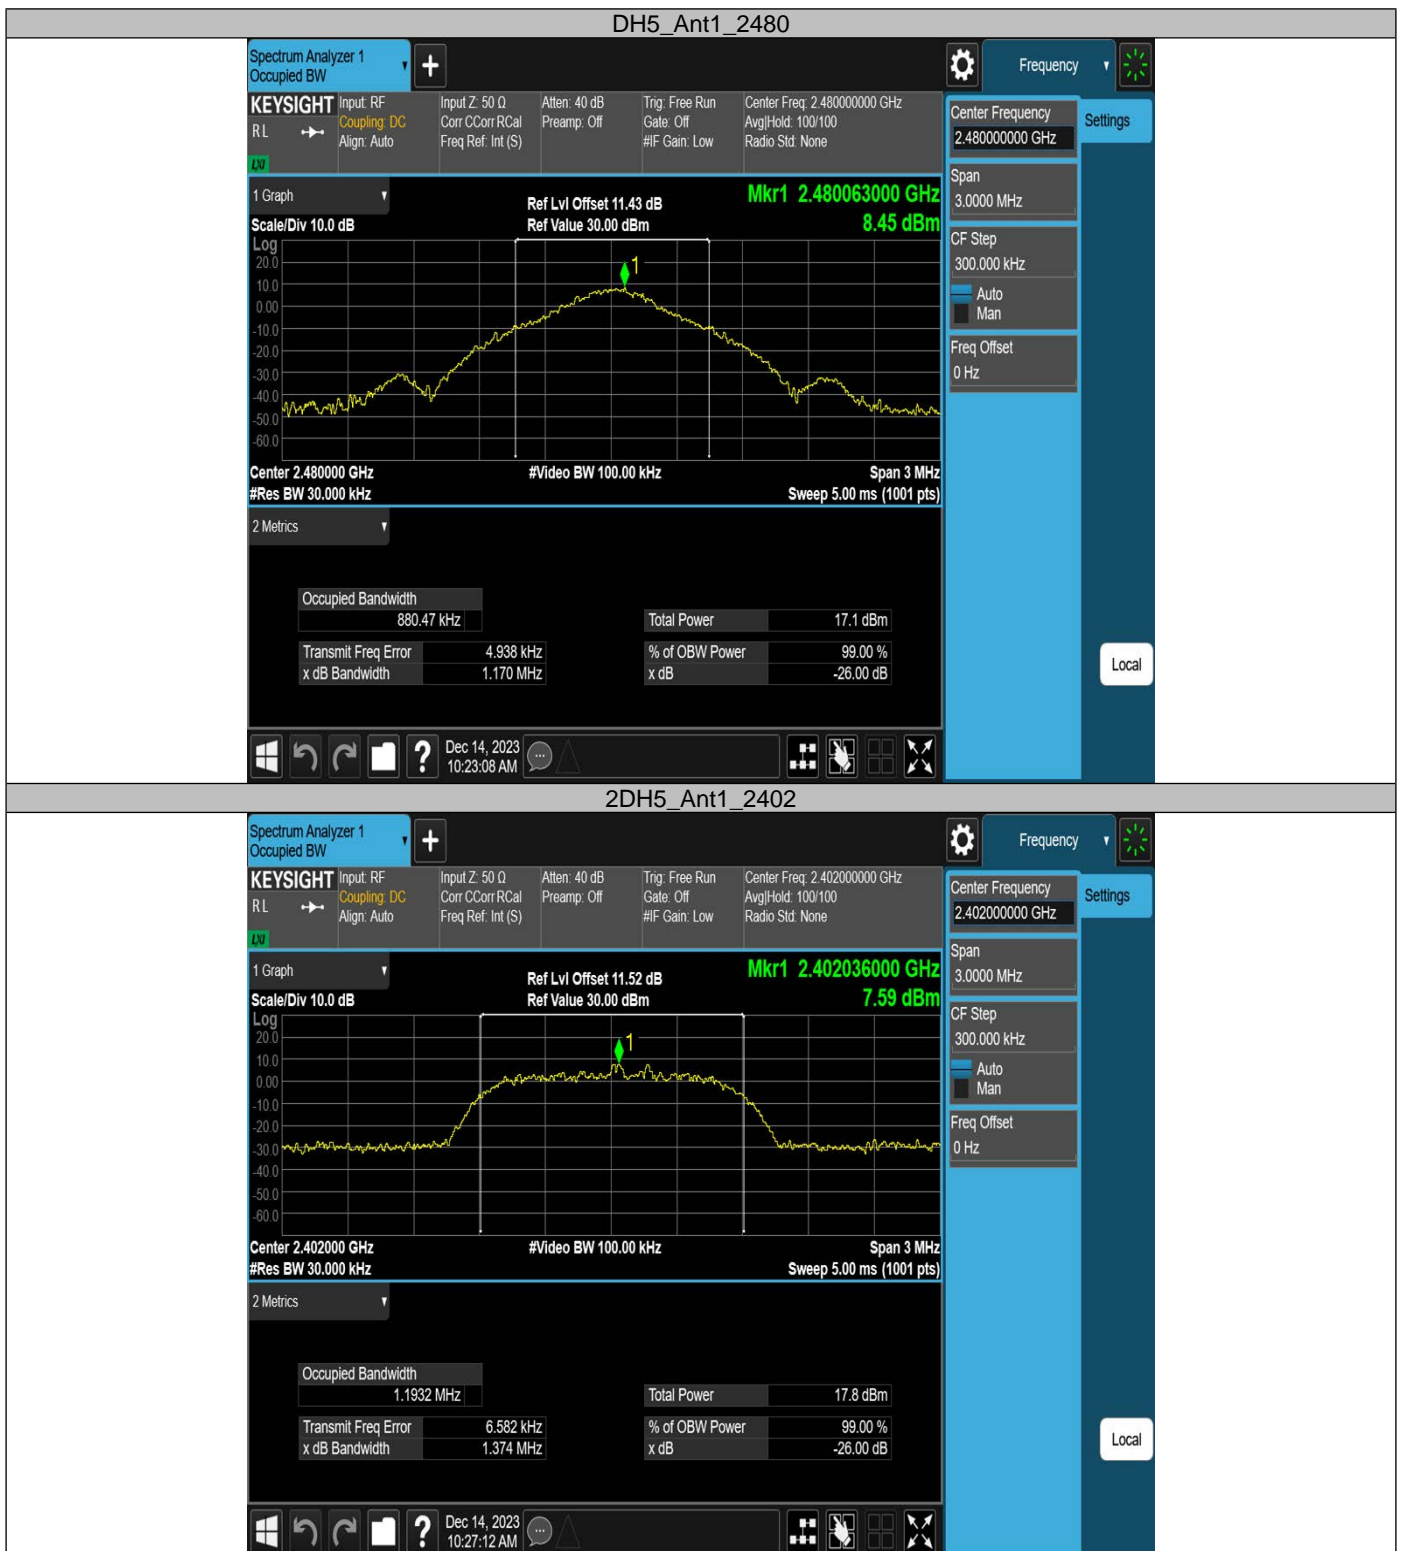 DH5_Ant1_2480
Spectrum Analyzer 1
Occupied BW
Frequency
KEYSIGHT
R L
LXI
Input: RF
Coupling: DC
Align: Auto
Input Z: 50 Ω
Corr CCorr RCal
Freq Ref: Int (S)
Atten: 40 dB
Preamp: Off
Trig: Free Run
Gate: Off
#IF Gain: Low
Center Freq: 2.480000000 GHz
Avg|Hold: 100/100
Radio Std: None
Center Frequency
2.480000000 GHz
Settings
Span
3.0000 MHz
CF Step
300.000 kHz
Auto
Man
Freq Offset
0 Hz
Local
1 Graph
Scale/Div 10.0 dB
Ref Lvl Offset 11.43 dB
Ref Value 30.00 dBm
Mkr1 2.480063000 GHz
8.45 dBm
Log
20.0
10.0
0.00
-10.0
-20.0
-30.0
-40.0
-50.0
-60.0
1
Center 2.480000 GHz
#Video BW 100.00 kHz
Span 3 MHz
#Res BW 30.000 kHz
Sweep 5.00 ms (1001 pts)
2 Metrics
Occupied Bandwidth
880.47 kHz
Total Power 17.1 dBm
Transmit Freq Error 4.938 kHz
% of OBW Power 99.00 %
x dB Bandwidth 1.170 MHz
x dB -26.00 dB
Dec 14, 2023
10:23:08 AM
2DH5_Ant1_2402
Spectrum Analyzer 1
Occupied BW
Frequency
KEYSIGHT
R L
LXI
Input: RF
Coupling: DC
Align: Auto
Input Z: 50 Ω
Corr CCorr RCal
Freq Ref: Int (S)
Atten: 40 dB
Preamp: Off
Trig: Free Run
Gate: Off
#IF Gain: Low
Center Freq: 2.402000000 GHz
Avg|Hold: 100/100
Radio Std: None
Center Frequency
2.402000000 GHz
Settings
Span
3.0000 MHz
CF Step
300.000 kHz
Auto
Man
Freq Offset
0 Hz
Local
1 Graph
Scale/Div 10.0 dB
Ref Lvl Offset 11.52 dB
Ref Value 30.00 dBm
Mkr1 2.402036000 GHz
7.59 dBm
Log
20.0
10.0
0.00
-10.0
-20.0
-30.0
-40.0
-50.0
-60.0
1
Center 2.402000 GHz
#Video BW 100.00 kHz
Span 3 MHz
#Res BW 30.000 kHz
Sweep 5.00 ms (1001 pts)
2 Metrics
Occupied Bandwidth
1.1932 MHz
Total Power 17.8 dBm
Transmit Freq Error 6.582 kHz
% of OBW Power 99.00 %
x dB Bandwidth 1.374 MHz
x dB -26.00 dB
Dec 14, 2023
10:27:12 AM